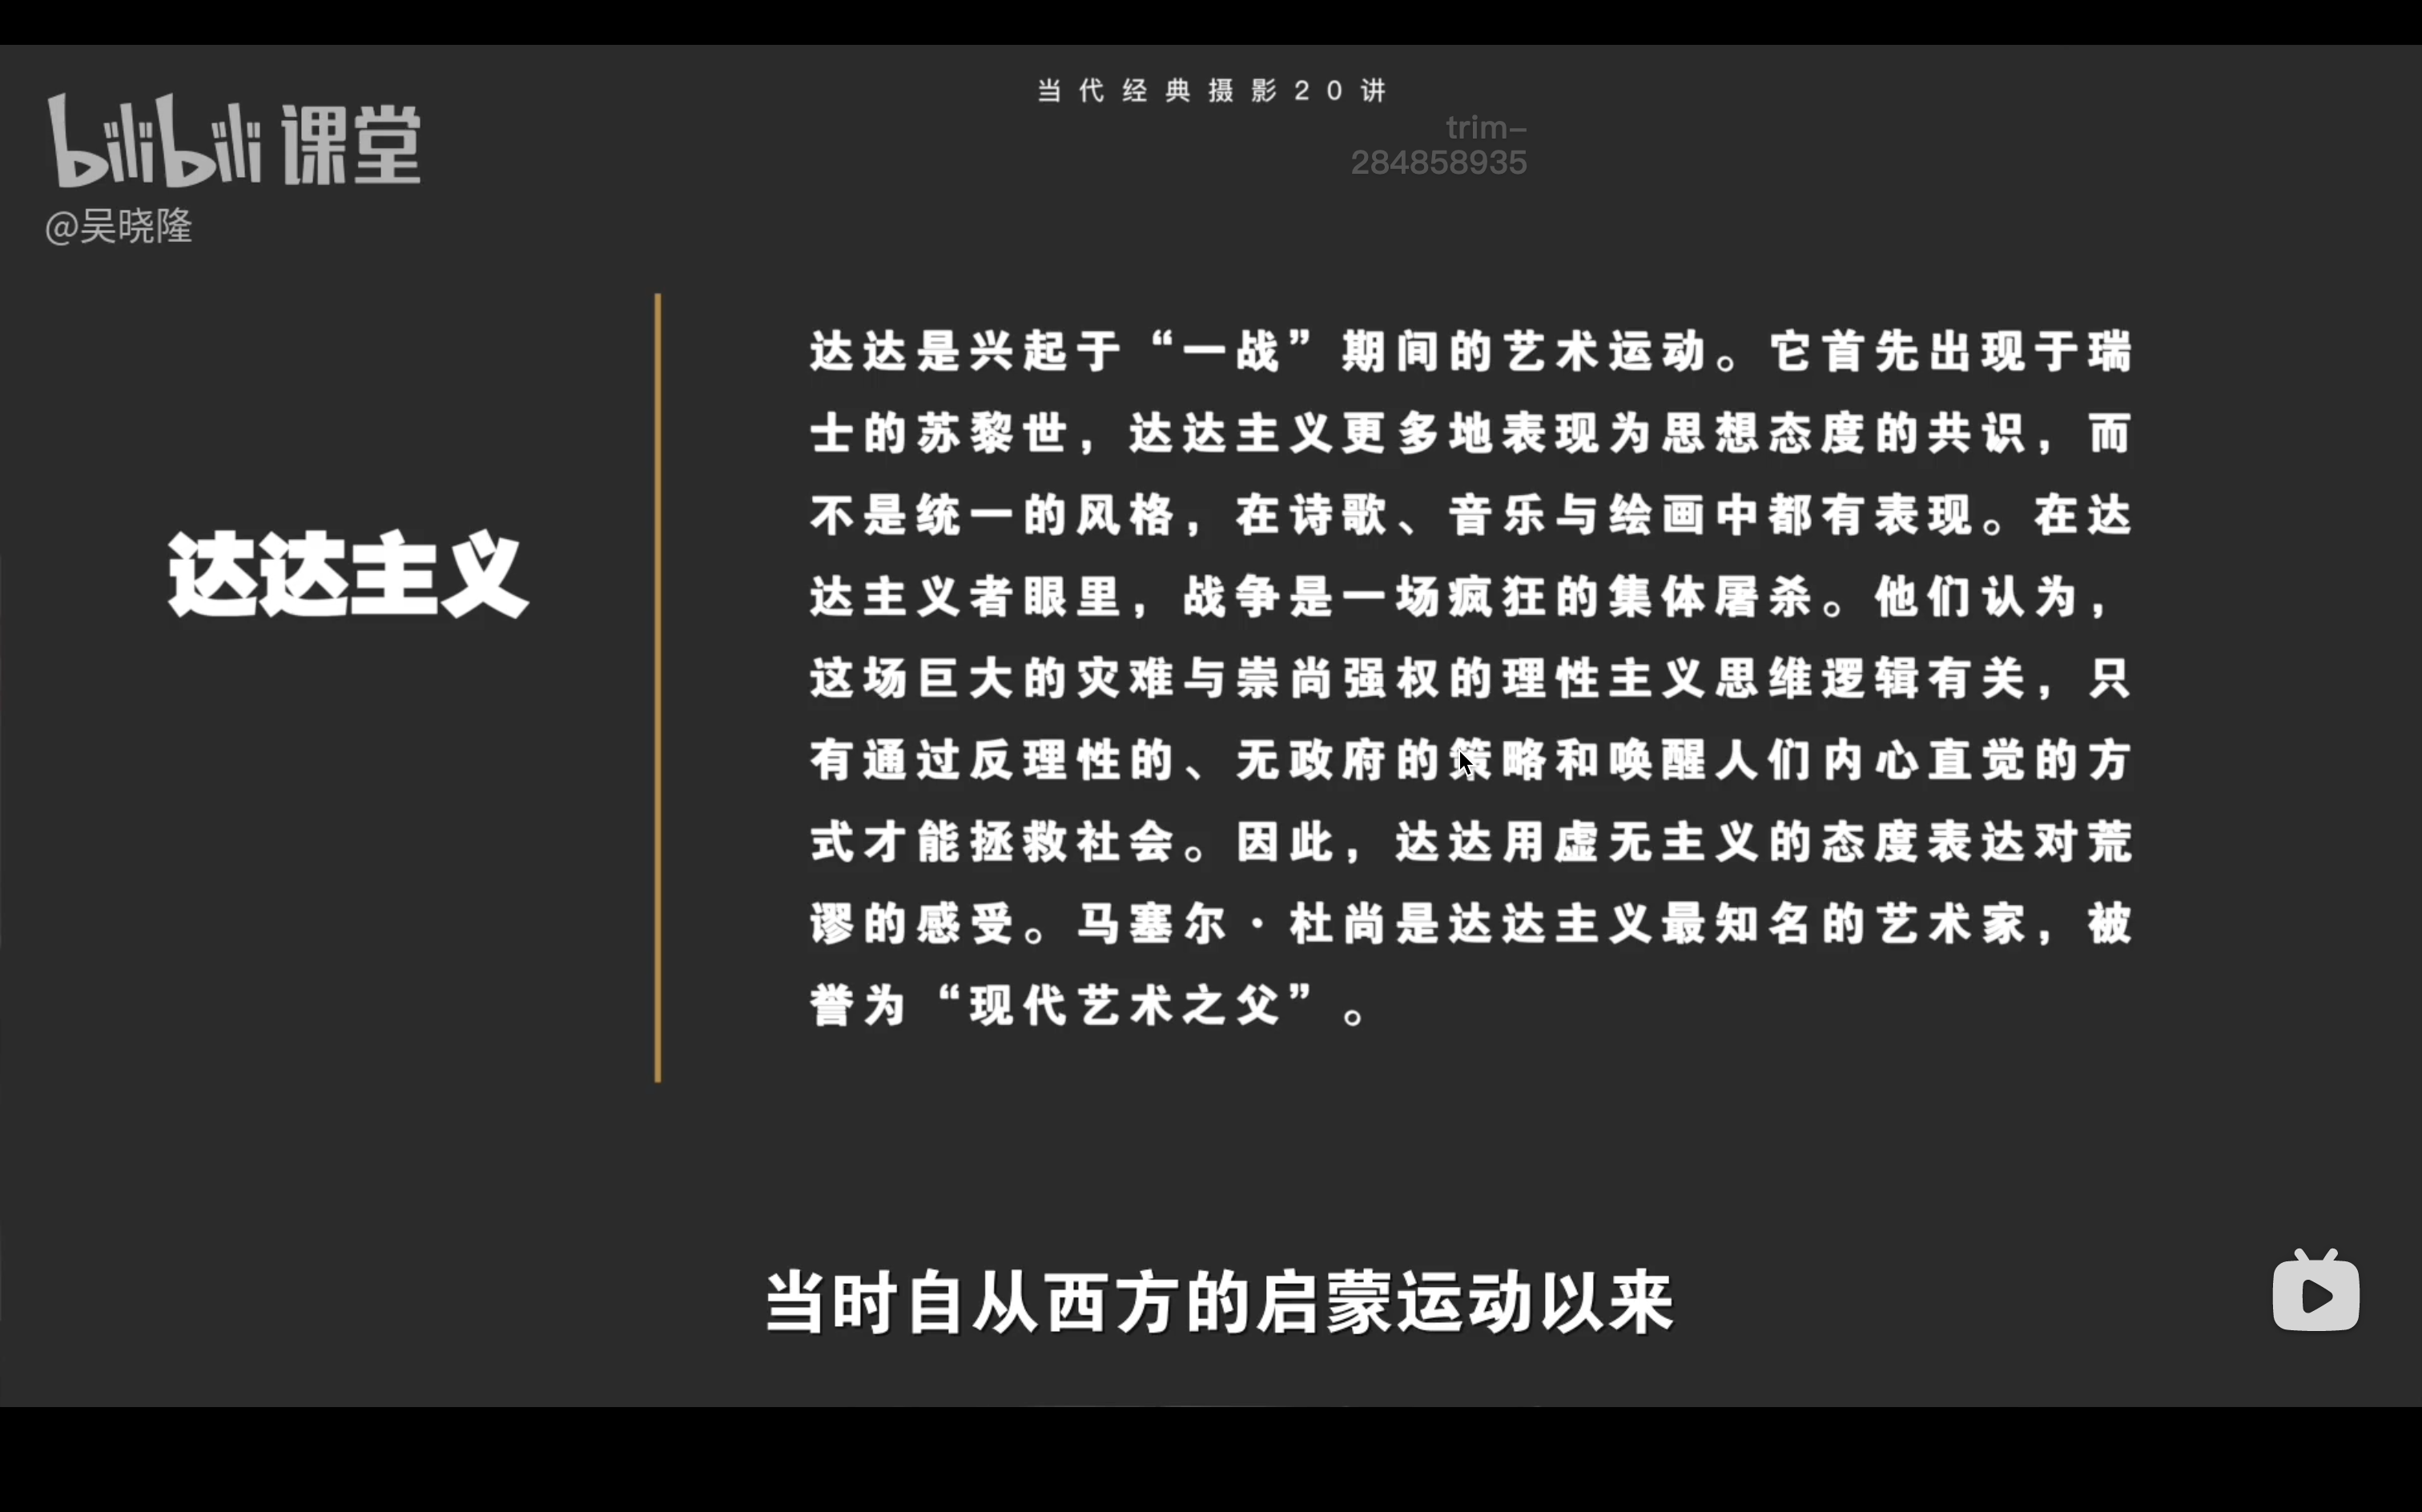 当代经典摄影20讲
bilibili 课堂
trim-
284858935
@吴晓隆
达达主义
达达是兴起于“一战”期间的艺术运动。它首先出现于瑞
士的苏黎世，达达主义更多地表现为思想态度的共识，而
不是统一的风格，在诗歌、音乐与绘画中都有表现。在达
达主义者眼里，战争是一场疯狂的集体屠杀。他们认为，
这场巨大的灾难与崇尚强权的理性主义思维逻辑有关，只
有通过反理性的、无政府的策略和唤醒人们内心直觉的方
式才能拯救社会。因此，达达用虚无主义的态度表达对荒
谬的感受。马塞尔·杜尚是达达主义最知名的艺术家，被
誉为“现代艺术之父”。
当时自从西方的启蒙运动以来